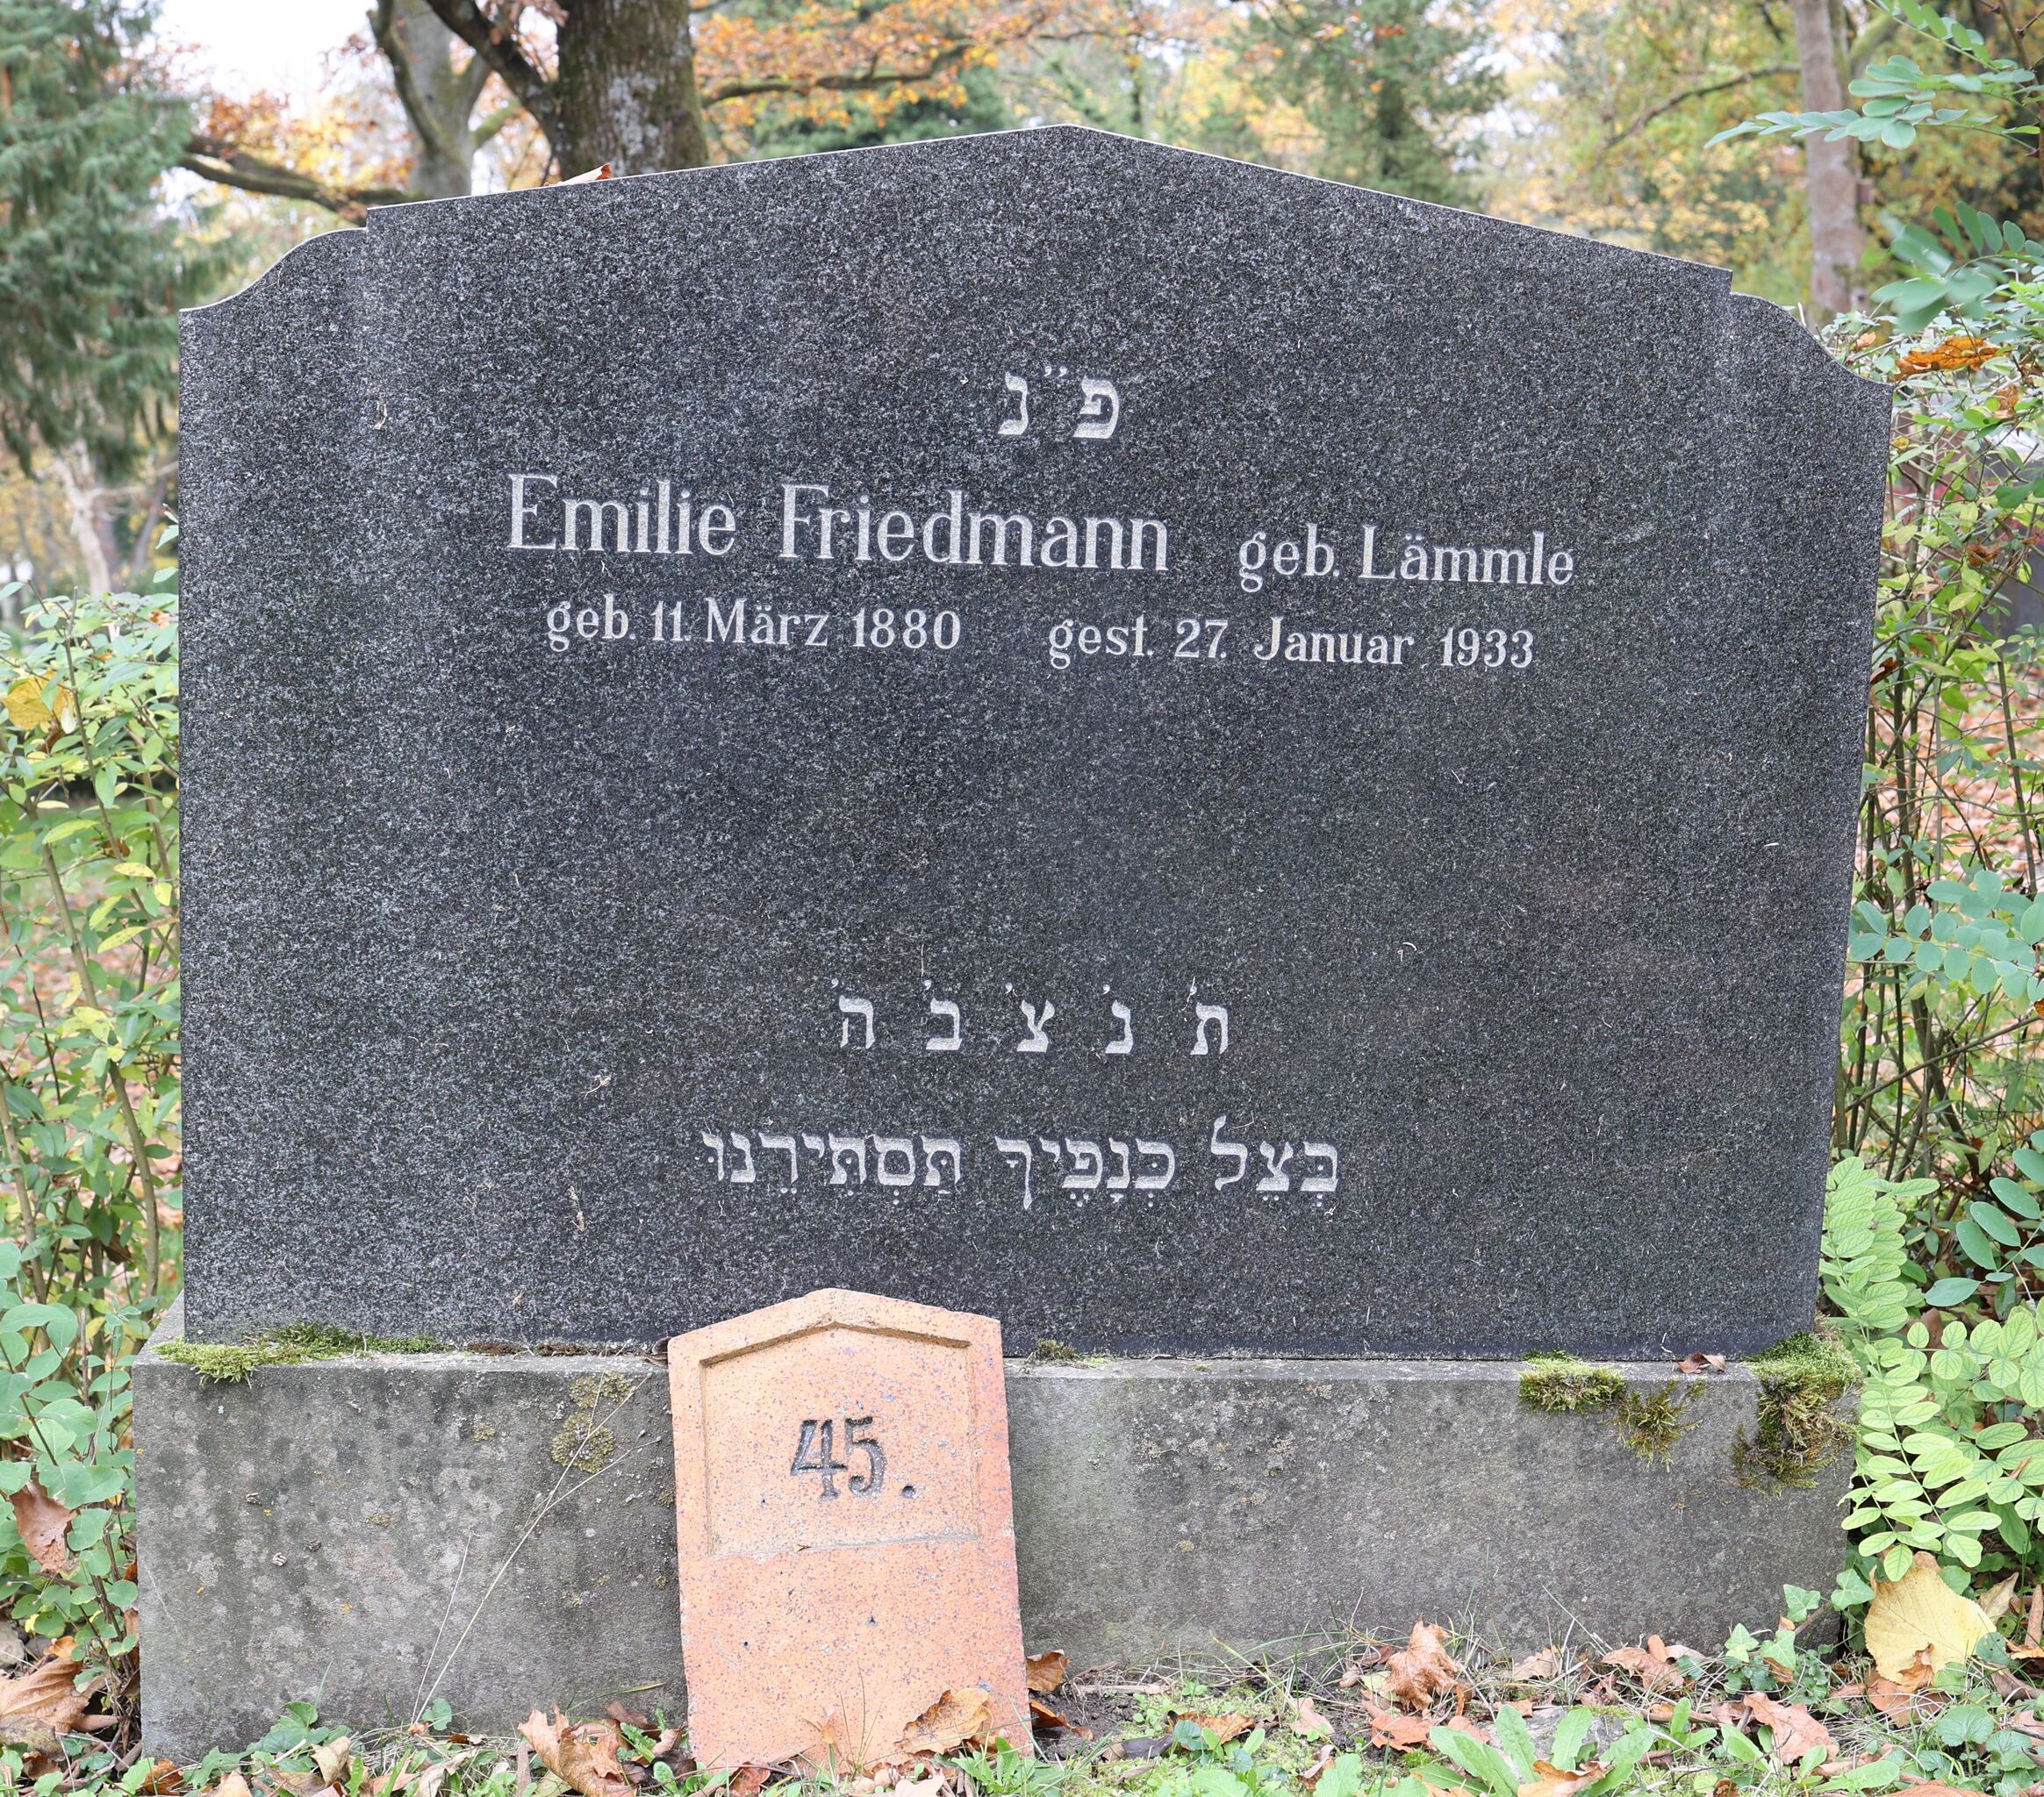 פ"נ
Emilie Friedmann geb. Lämmle
geb. 11. März 1880 gest. 27. Januar 1933
ת' נ' צ' ב' ה'
בְּצֵל כְּנָפֶיךָ תַּסְתִּירֵנוּ
45.